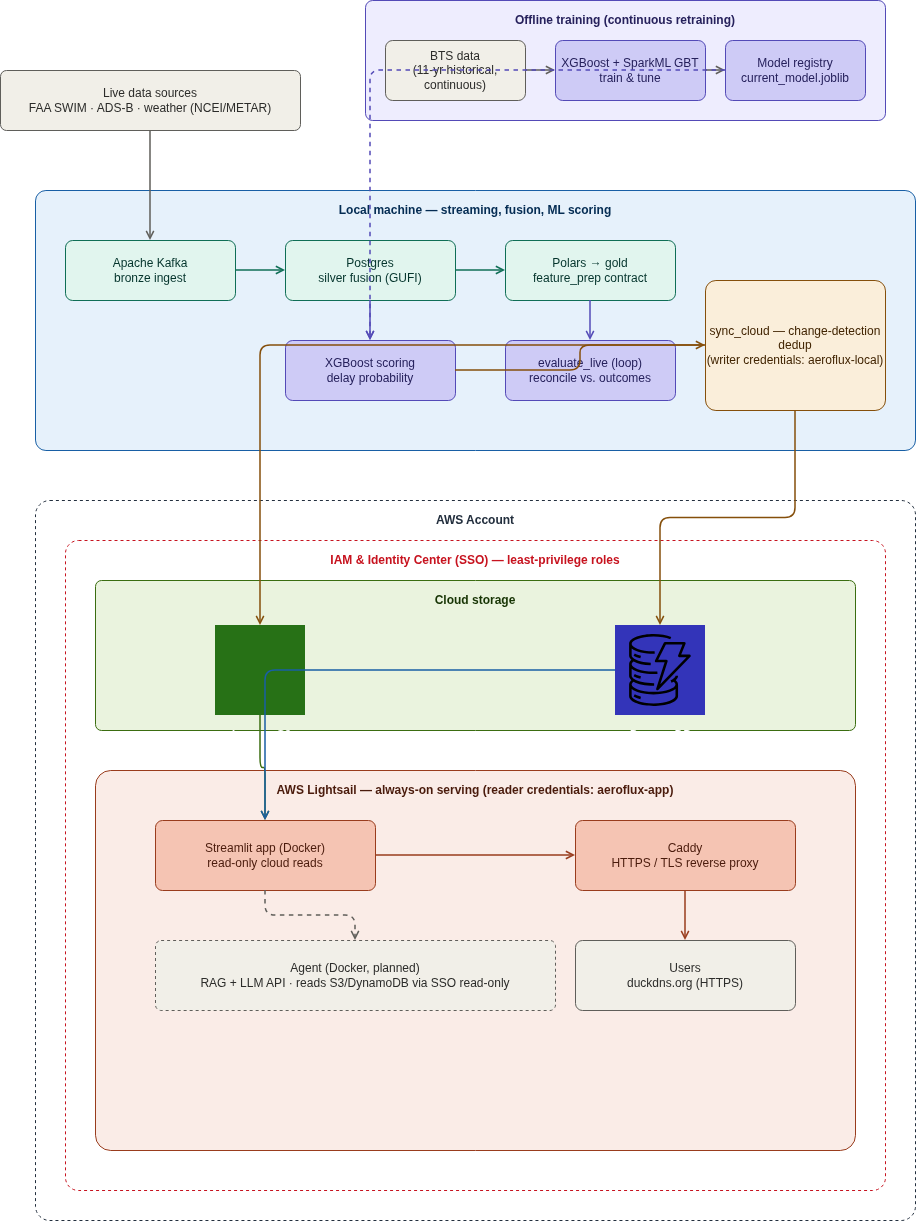 Offline training (continuous retraining)
BTS data
(11-yr historical,
continuous)
XGBoost + SparkML GBT
train & tune
Model registry
current_model.joblib
Live data sources
FAA SWIM · ADS-B · weather (NCEI/METAR)
Local machine — streaming, fusion, ML scoring
Apache Kafka
bronze ingest
Postgres
silver fusion (GUFI)
Polars → gold
feature_prep contract
sync_cloud — change-detection
dedup
(writer credentials: aeroflux-local)
XGBoost scoring
delay probability
evaluate_live (loop)
reconcile vs. outcomes
AWS Account
IAM & Identity Center (SSO) — least-privilege roles
Cloud storage
AWS Lightsail — always-on serving (reader credentials: aeroflux-app)
Streamlit app (Docker)
read-only cloud reads
Caddy
HTTPS / TLS reverse proxy
Agent (Docker, planned)
RAG + LLM API · reads S3/DynamoDB via SSO read-only
Users
duckdns.org (HTTPS)